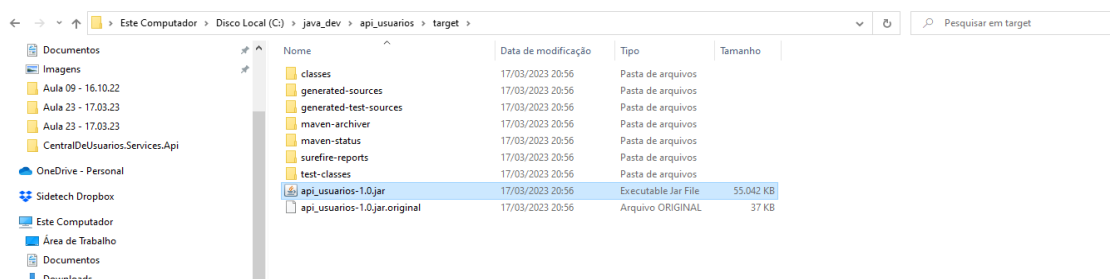 Este Computador > Disco Local (C:) > java_dev > api_usuarios > target >
Pesquisar em target
Documentos
Imagens
Aula 09 - 16.10.22
Aula 23 - 17.03.23
Aula 23 - 17.03.23
CentralDeUsuarios.Services.Api
OneDrive - Personal
Sidetech Dropbox
Este Computador
Área de Trabalho
Documentos
Downloads
Nome Data de modificação Tipo Tamanho
classes 17/03/2023 20:56 Pasta de arquivos
generated-sources 17/03/2023 20:56 Pasta de arquivos
generated-test-sources 17/03/2023 20:56 Pasta de arquivos
maven-archiver 17/03/2023 20:56 Pasta de arquivos
maven-status 17/03/2023 20:56 Pasta de arquivos
surefire-reports 17/03/2023 20:56 Pasta de arquivos
test-classes 17/03/2023 20:56 Pasta de arquivos
api_usuarios-1.0.jar 17/03/2023 20:56 Executable Jar File 55.042 KB
api_usuarios-1.0.jar.original 17/03/2023 20:56 Arquivo ORIGINAL 37 KB